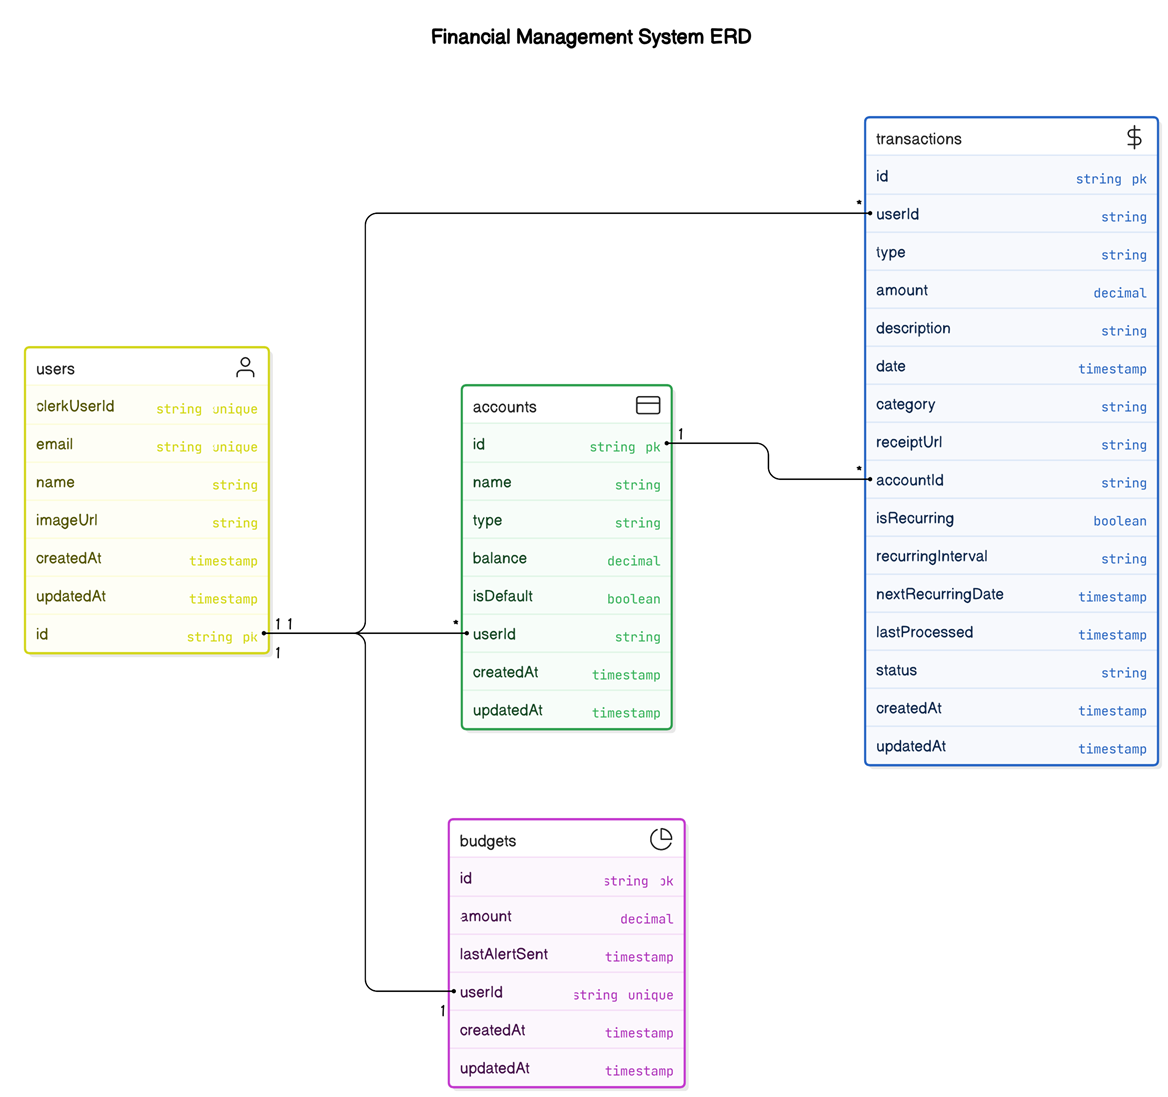 Financial Management System ERD
users
clerkUserId string unique
email string unique
name string
imageUrl string
createdAt timestamp
updatedAt timestamp
id string pk
1 1
1
accounts
id string pk
1
name string
type string
balance decimal
isDefault boolean
*
userId string
createdAt timestamp
updatedAt timestamp
budgets
id string pk
amount decimal
lastAlertSent timestamp
userId string unique
1
createdAt timestamp
updatedAt timestamp
transactions $
id string pk
*
userId string
type string
amount decimal
description string
date timestamp
category string
receiptUrl string
*
accountId string
isRecurring boolean
recurringInterval string
nextRecurringDate timestamp
lastProcessed timestamp
status string
createdAt timestamp
updatedAt timestamp